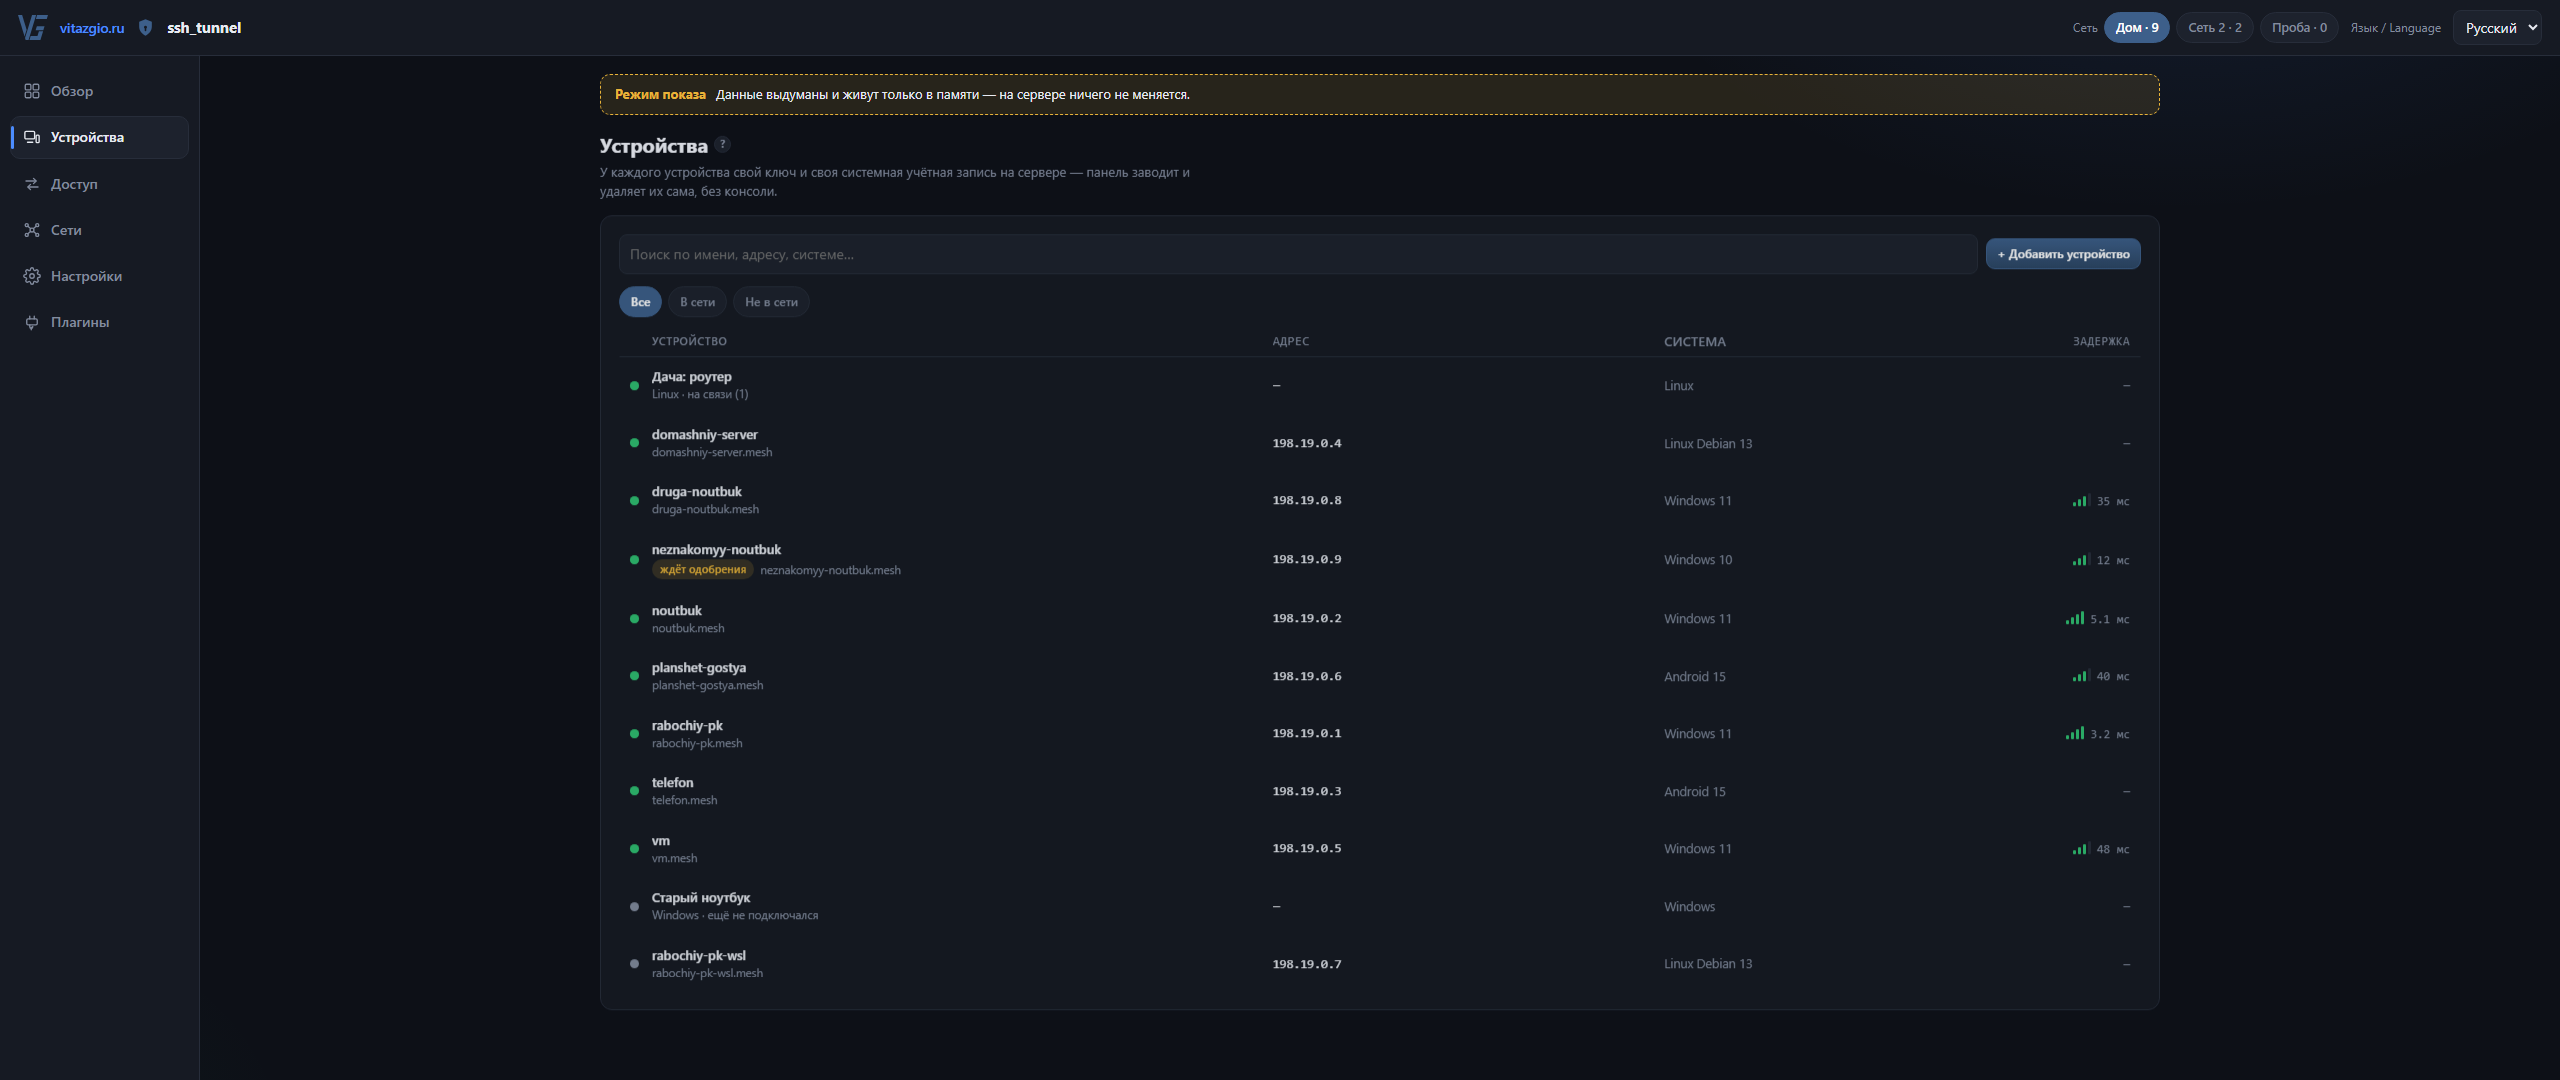 vitazgio.ru ssh_tunnel Сеть Дом · 9 Сеть 2 · 2 Проба · 0 Язык / Language Русский
Обзор
Устройства
Доступ
Сети
Настройки
Плагины
Режим показа Данные выдуманы и живут только в памяти — на сервере ничего не меняется.
Устройства ?
У каждого устройства свой ключ и своя системная учётная запись на сервере — панель заводит и
удаляет их сама, без консоли.
Поиск по имени, адресу, системе...
+ Добавить устройство
Все В сети Не в сети
УСТРОЙСТВО АДРЕС СИСТЕМА ЗАДЕРЖКА
Дача: роутер
Linux · на связи (1)
— Linux —
domashniy-server
domashniy-server.mesh
198.19.0.4 Linux Debian 13 —
druga-noutbuk
druga-noutbuk.mesh
198.19.0.8 Windows 11 35 мс
neznakomyy-noutbuk
ждёт одобрения neznakomyy-noutbuk.mesh
198.19.0.9 Windows 10 12 мс
noutbuk
noutbuk.mesh
198.19.0.2 Windows 11 5.1 мс
planshet-gostya
planshet-gostya.mesh
198.19.0.6 Android 15 40 мс
rabochiy-pk
rabochiy-pk.mesh
198.19.0.1 Windows 11 3.2 мс
telefon
telefon.mesh
198.19.0.3 Android 15 —
vm
vm.mesh
198.19.0.5 Windows 11 48 мс
Старый ноутбук
Windows · ещё не подключался
— Windows —
rabochiy-pk-wsl
rabochiy-pk-wsl.mesh
198.19.0.7 Linux Debian 13 —